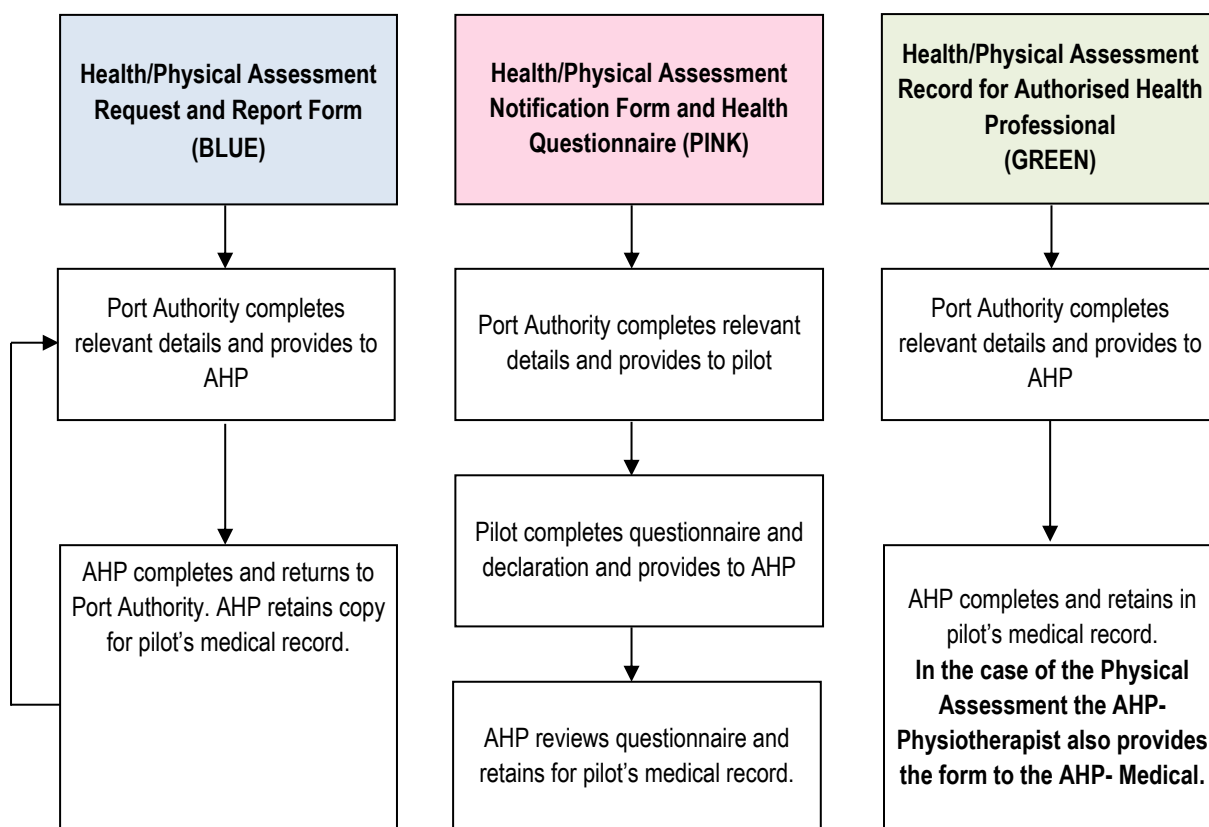 Health/Physical Assessment
Request and Report Form
(BLUE)
Port Authority completes
relevant details and provides to
AHP
AHP completes and returns to
Port Authority. AHP retains copy
for pilot’s medical record.
Health/Physical Assessment
Notification Form and Health
Questionnaire (PINK)
Port Authority completes relevant
details and provides to pilot
Pilot completes questionnaire and
declaration and provides to AHP
AHP reviews questionnaire and
retains for pilot’s medical record.
Health/Physical Assessment
Record for Authorised Health
Professional
(GREEN)
Port Authority completes
relevant details and provides to
AHP
AHP completes and retains in
pilot’s medical record.
In the case of the Physical
Assessment the AHP-
Physiotherapist also provides
the form to the AHP- Medical.